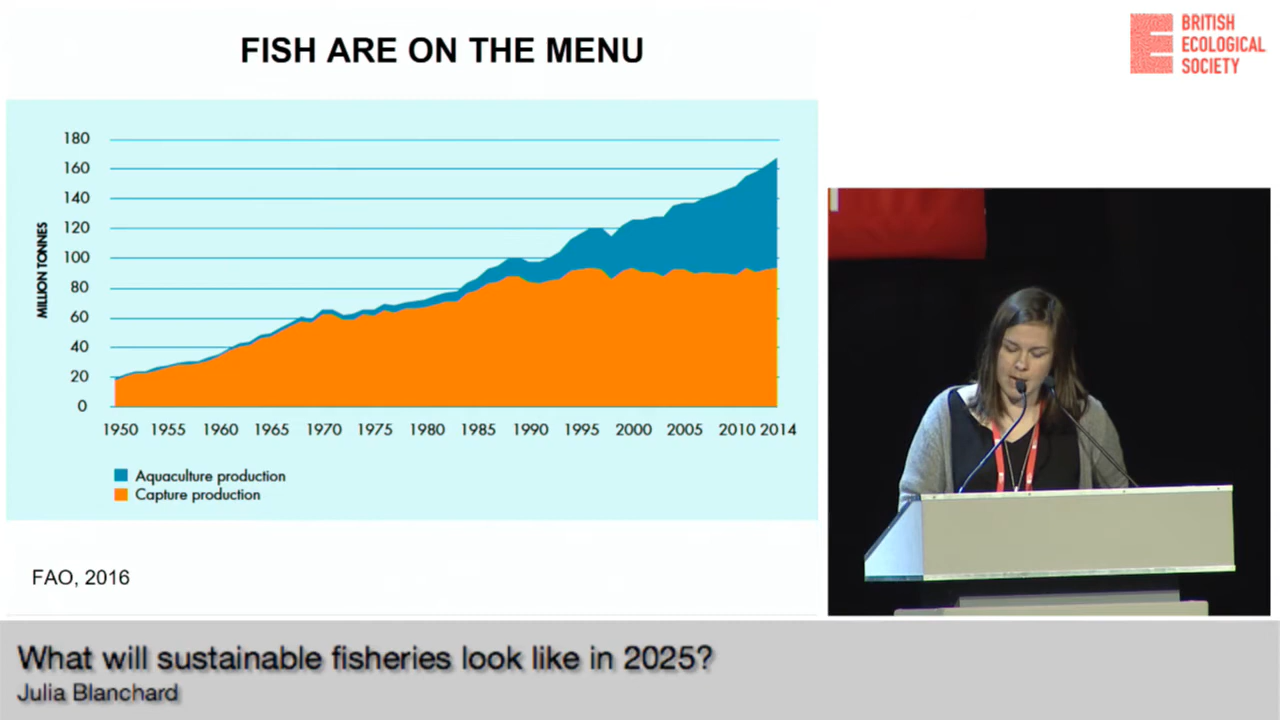 FISH ARE ON THE MENU
BRITISH
ECOLOGICAL
SOCIETY
180
160
140
120
100
80
60
40
20
0
MILLION TONNES
1950 1955 1960 1965 1970 1975 1980 1985 1990 1995 2000 2005 2010 2014
Aquaculture production
Capture production
FAO, 2016
What will sustainable fisheries look like in 2025?
Julia Blanchard